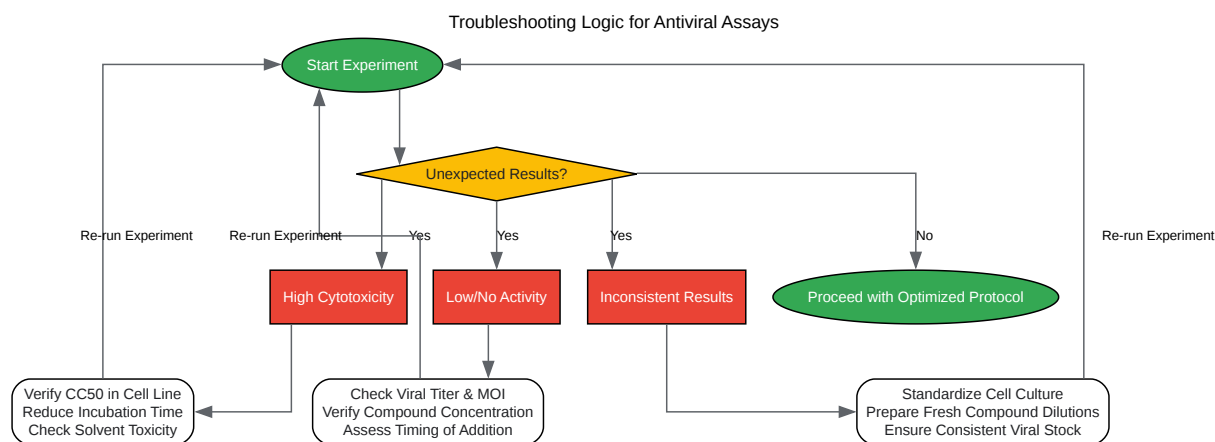 Troubleshooting Logic for Antiviral Assays
Start Experiment
Unexpected Results?
Re-run Experiment
Re-run Experiment
Yes
Yes
Yes
No
Re-run Experiment
High Cytotoxicity
Low/No Activity
Inconsistent Results
Proceed with Optimized Protocol
Verify CC50 in Cell Line
Reduce Incubation Time
Check Solvent Toxicity
Check Viral Titer & MOI
Verify Compound Concentration
Assess Timing of Addition
Standardize Cell Culture
Prepare Fresh Compound Dilutions
Ensure Consistent Viral Stock